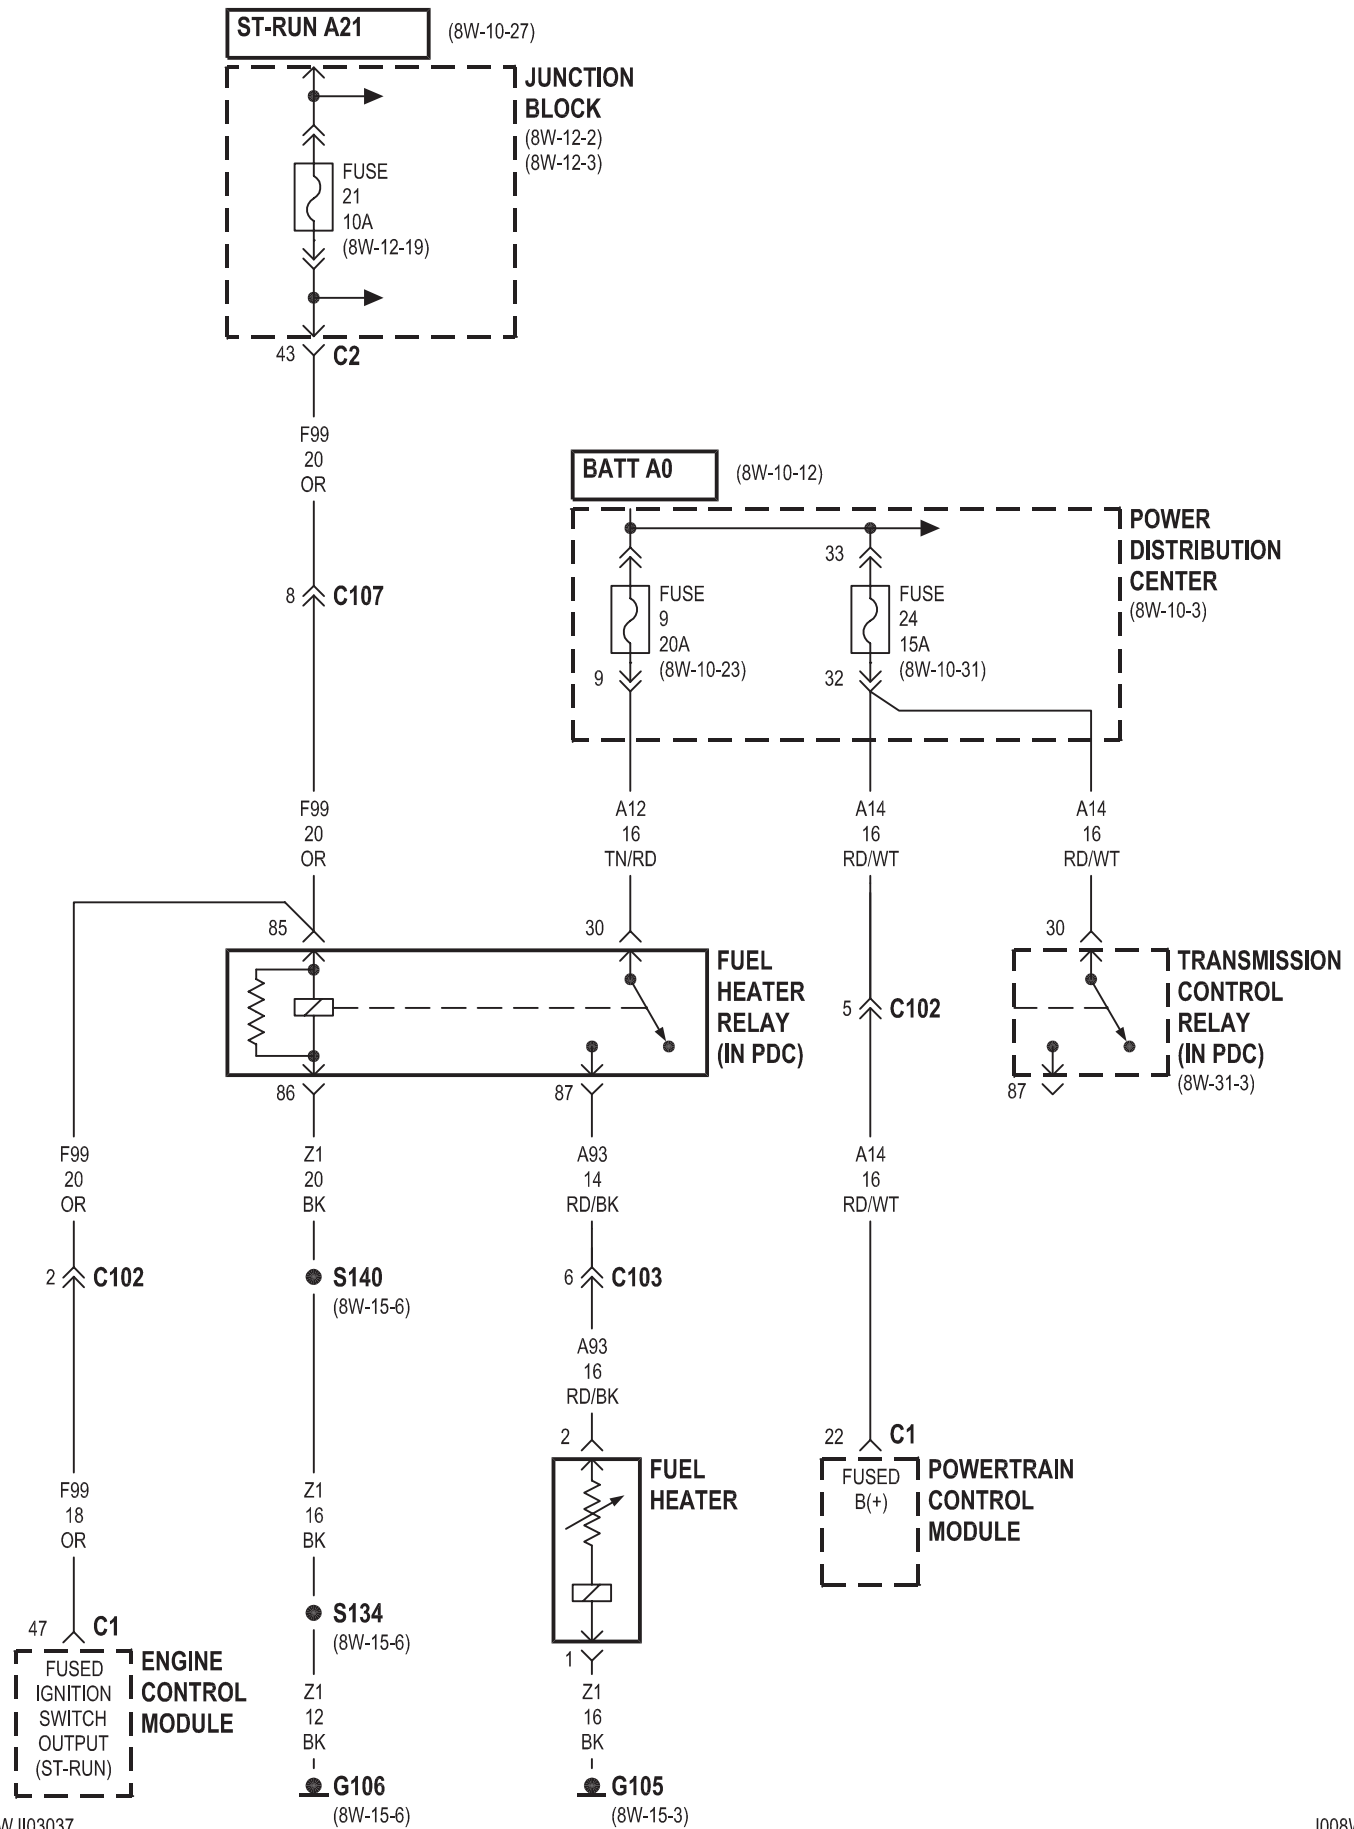 ST-RUN A21
(8W-10-27)
JUNCTION
BLOCK
(8W-12-2)
(8W-12-3)
FUSE
21
10A
(8W-12-19)
43
C2
F99
20
OR
BATT A0
(8W-10-12)
POWER
DISTRIBUTION
CENTER
(8W-10-3)
33
FUSE
9
20A
(8W-10-23)
9
FUSE
24
15A
(8W-10-31)
32
8
C107
F99
20
OR
A12
16
TN/RD
A14
16
RD/WT
A14
16
RD/WT
85
30
30
FUEL
HEATER
RELAY
(IN PDC)
5
C102
TRANSMISSION
CONTROL
RELAY
(IN PDC)
(8W-31-3)
86
87
87
F99
20
OR
Z1
20
BK
A93
14
RD/BK
A14
16
RD/WT
2
C102
S140
(8W-15-6)
6
C103
A93
16
RD/BK
2
22
C1
FUEL
HEATER
FUSED
B(+)
POWERTRAIN
CONTROL
MODULE
F99
18
OR
Z1
16
BK
S134
(8W-15-6)
47
C1
FUSED
IGNITION
SWITCH
OUTPUT
(ST-RUN)
ENGINE
CONTROL
MODULE
1
Z1
12
BK
Z1
16
BK
G106
(8W-15-6)
G105
(8W-15-3)